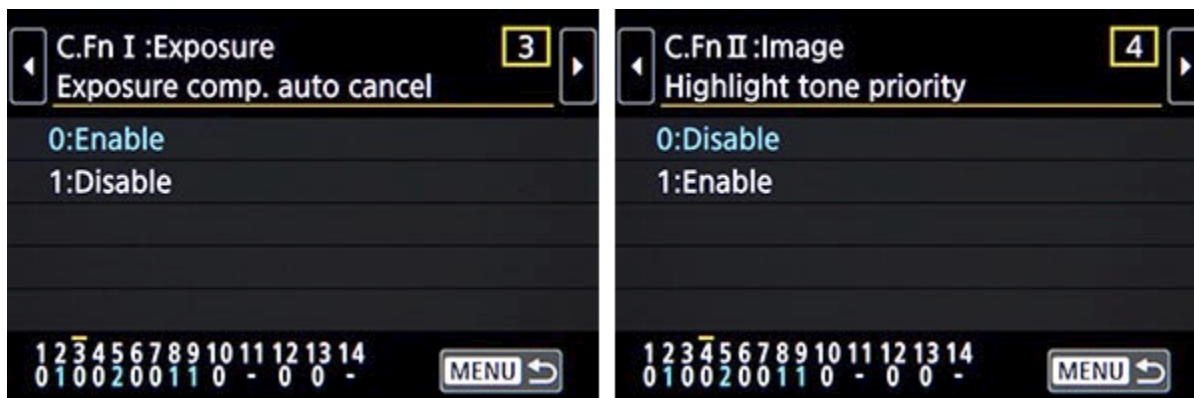 C.Fn I :Exposure 3
Exposure comp. auto cancel
0:Enable
1:Disable
1 2 3 4 5 6 7 8 9 10 11 12 13 14
0 1 0 0 2 0 0 1 1 0 - 0 0 -
MENU
C.Fn II :Image 4
Highlight tone priority
0:Disable
1:Enable
1 2 3 4 5 6 7 8 9 10 11 12 13 14
0 1 0 0 2 0 0 1 1 0 - 0 0 -
MENU